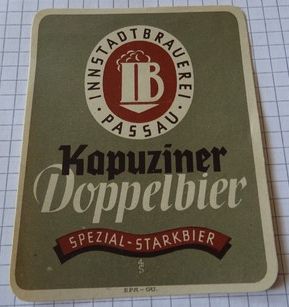 INNSTADTBRAUEREI
IB
· PASSAU ·
Kapuziner
Doppelbier
SPEZIAL-STARKBIER